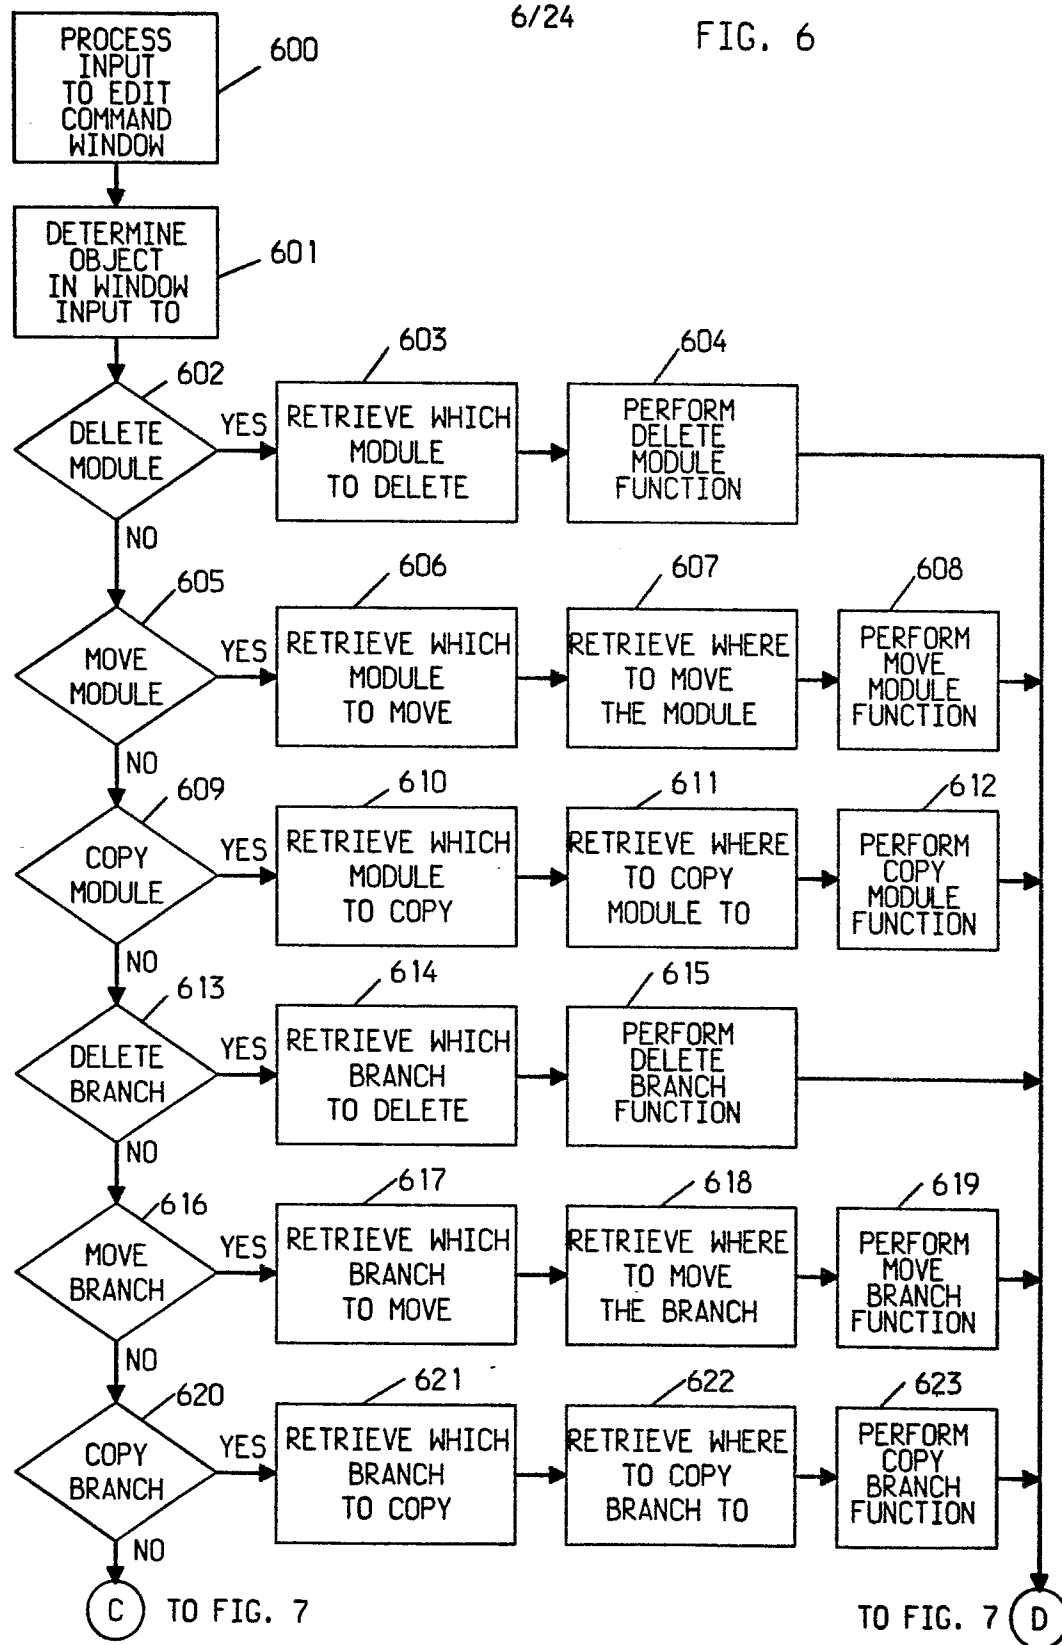 6/24
FIG. 6
PROCESS
INPUT
TO EDIT
COMMAND
WINDOW
600
DETERMINE
OBJECT
IN WINDOW
INPUT TO
601
602
DELETE
MODULE
YES
NO
603
RETRIEVE WHICH
MODULE
TO DELETE
604
PERFORM
DELETE
MODULE
FUNCTION
605
MOVE
MODULE
YES
NO
606
RETRIEVE WHICH
MODULE
TO MOVE
607
RETRIEVE WHERE
TO MOVE
THE MODULE
608
PERFORM
MOVE
MODULE
FUNCTION
609
COPY
MODULE
YES
NO
610
RETRIEVE WHICH
MODULE
TO COPY
611
RETRIEVE WHERE
TO COPY
MODULE TO
612
PERFORM
COPY
MODULE
FUNCTION
613
DELETE
BRANCH
YES
NO
614
RETRIEVE WHICH
BRANCH
TO DELETE
615
PERFORM
DELETE
BRANCH
FUNCTION
616
MOVE
BRANCH
YES
NO
617
RETRIEVE WHICH
BRANCH
TO MOVE
618
RETRIEVE WHERE
TO MOVE
THE BRANCH
619
PERFORM
MOVE
BRANCH
FUNCTION
620
COPY
BRANCH
YES
NO
621
RETRIEVE WHICH
BRANCH
TO COPY
622
RETRIEVE WHERE
TO COPY
BRANCH TO
623
PERFORM
COPY
BRANCH
FUNCTION
C TO FIG. 7
TO FIG. 7 D